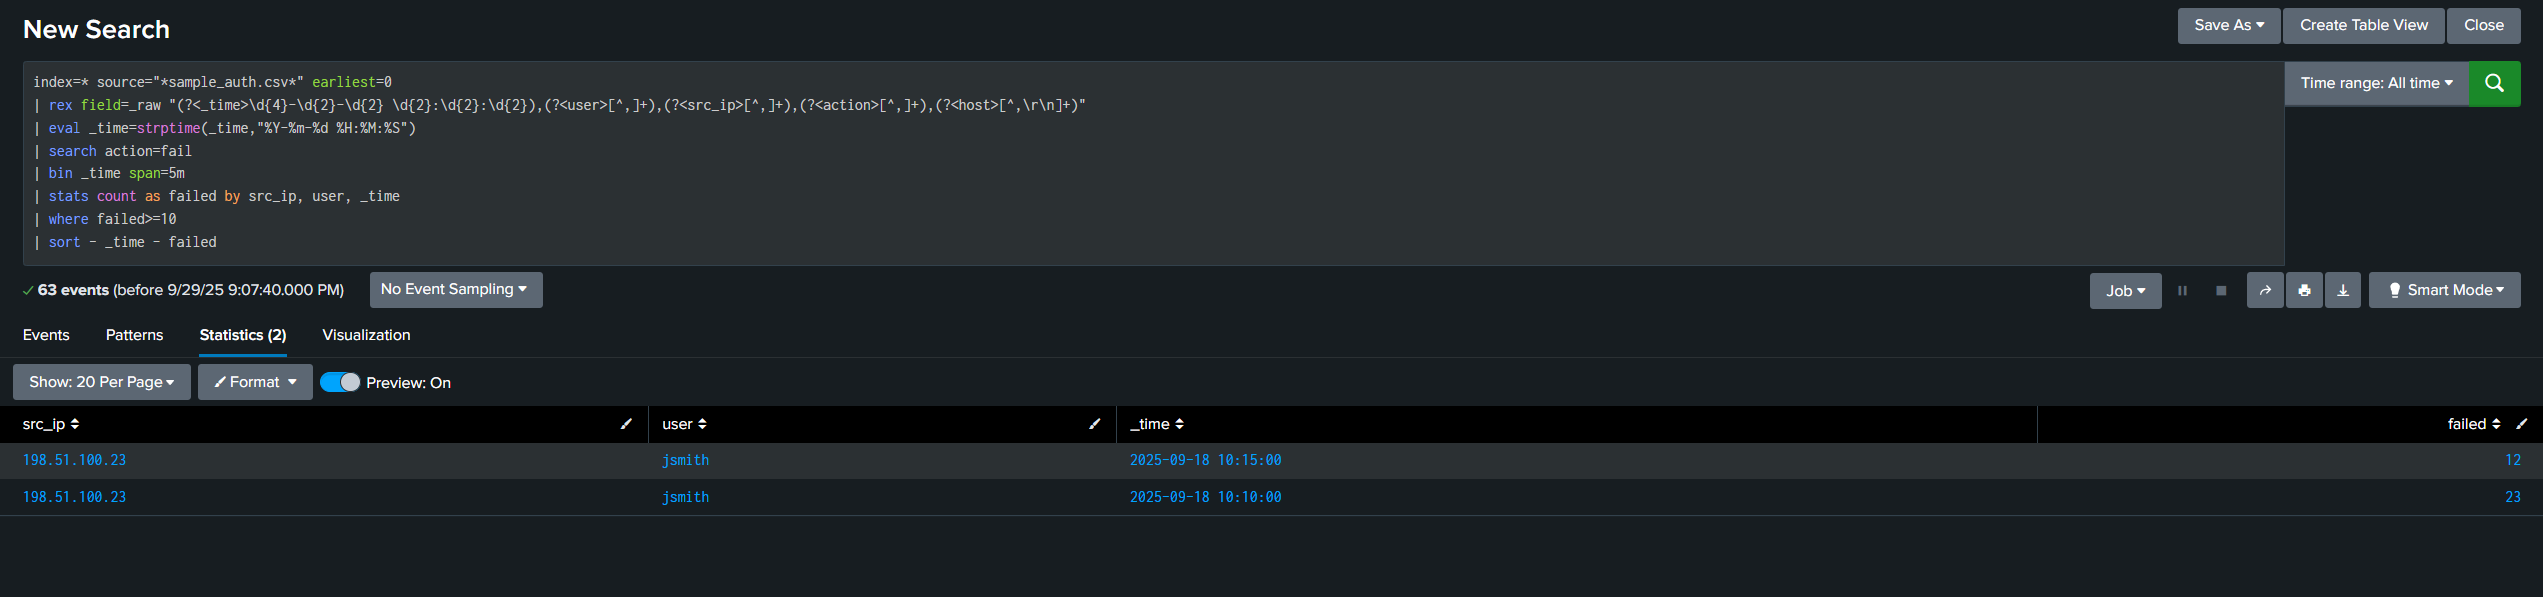 New Search
Save As
Create Table View
Close
index=* source="*sample_auth.csv*" earliest=0
| rex field=_raw "(?<_time>\d{4}-\d{2}-\d{2} \d{2}:\d{2}:\d{2}),(?<user>[^,]+),(?<src_ip>[^,]+),(?<action>[^,]+),(?<host>[^,\r\n]+)"
| eval _time=strptime(_time,"%Y-%m-%d %H:%M:%S")
| search action=fail
| bin _time span=5m
| stats count as failed by src_ip, user, _time
| where failed>=10
| sort - _time - failed
Time range: All time
63 events (before 9/29/25 9:07:40.000 PM)
No Event Sampling
Job
Smart Mode
Events
Patterns
Statistics (2)
Visualization
Show: 20 Per Page
Format
Preview: On
src_ip
user
_time
failed
198.51.100.23
jsmith
2025-09-18 10:15:00
12
198.51.100.23
jsmith
2025-09-18 10:10:00
23